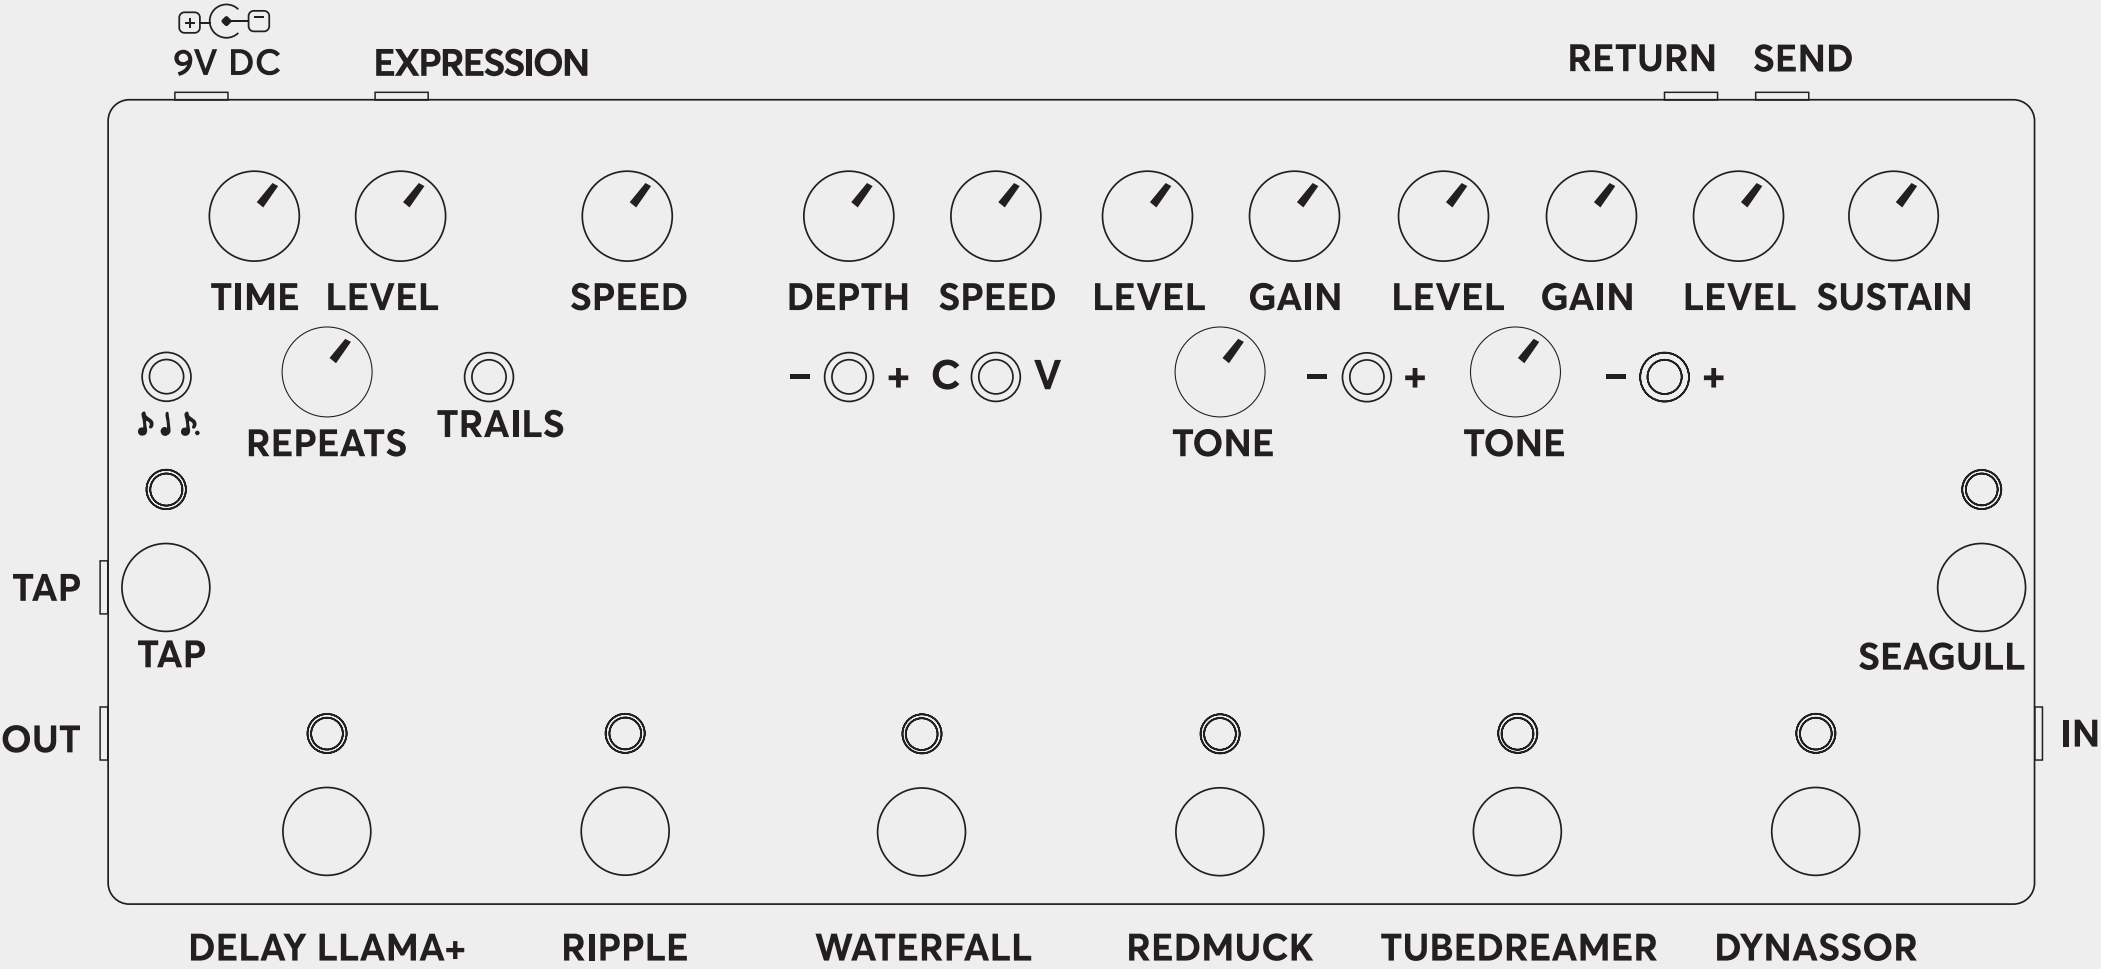 9V DC
EXPRESSION
RETURN
SEND
TIME
LEVEL
SPEED
DEPTH
SPEED
LEVEL
GAIN
LEVEL
GAIN
LEVEL
SUSTAIN
REPEATS
TRAILS
- +
C V
TONE
- +
TONE
- +
TAP
TAP
SEAGULL
OUT
IN
DELAY LLAMA+
RIPPLE
WATERFALL
REDMUCK
TUBEDREAMER
DYNASSOR